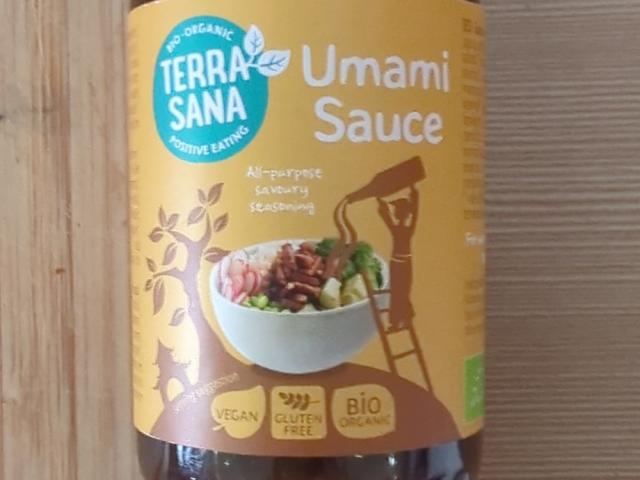 BIO-ORGANIC
TERRA
SANA
POSITIVE EATING
Umami
Sauce
All-purpose
savoury
seasoning
VEGAN
GLUTEN
FREE
BiO
ORGANIC